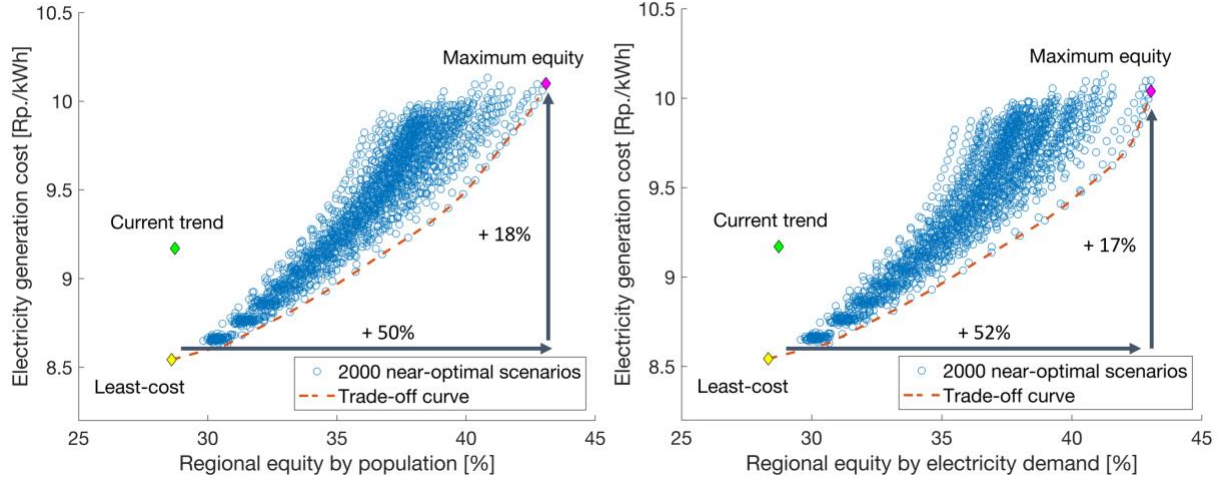 Electricity generation cost [Rp./kWh]
10.5
10
9.5
9
8.5
Maximum equity
Current trend
+ 18%
+ 50%
Least-cost
2000 near-optimal scenarios
Trade-off curve
25
30
35
40
45
Regional equity by population [%]
Electricity generation cost [Rp./kWh]
10.5
10
9.5
9
8.5
Maximum equity
Current trend
+ 17%
+ 52%
Least-cost
2000 near-optimal scenarios
Trade-off curve
25
30
35
40
45
Regional equity by electricity demand [%]